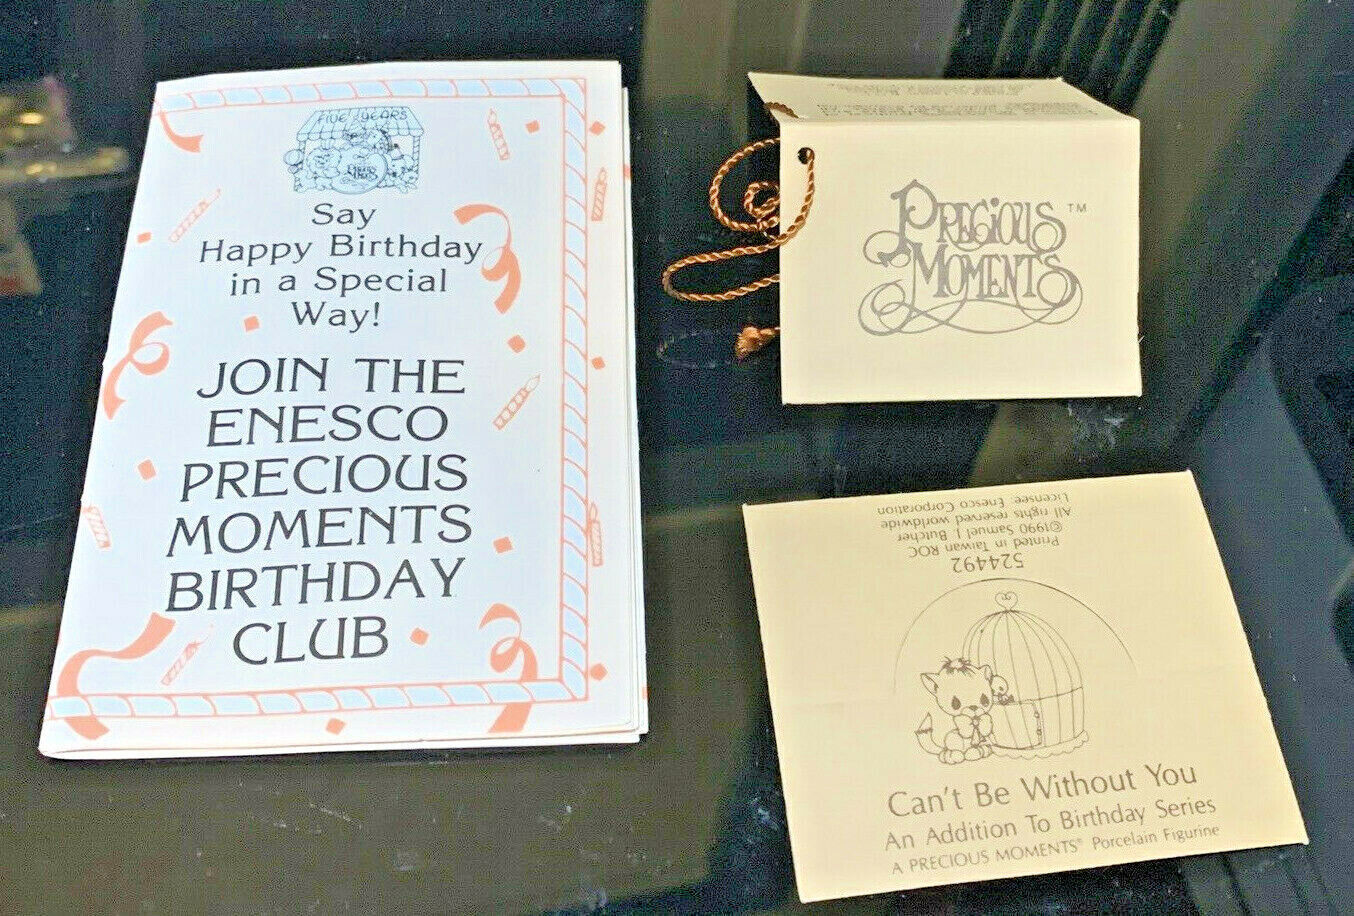 FIVE YEARS
Say
Happy Birthday
in a Special
Way!
JOIN THE
ENESCO
PRECIOUS
MOMENTS
BIRTHDAY
CLUB
PRECIOUS
MOMENTS™
524492
Printed in Taiwan ROC
©1990 Samuel J. Butcher
All rights reserved worldwide
Licensee Enesco Corporation
Can't Be Without You
An Addition To Birthday Series
A PRECIOUS MOMENTS® Porcelain Figurine